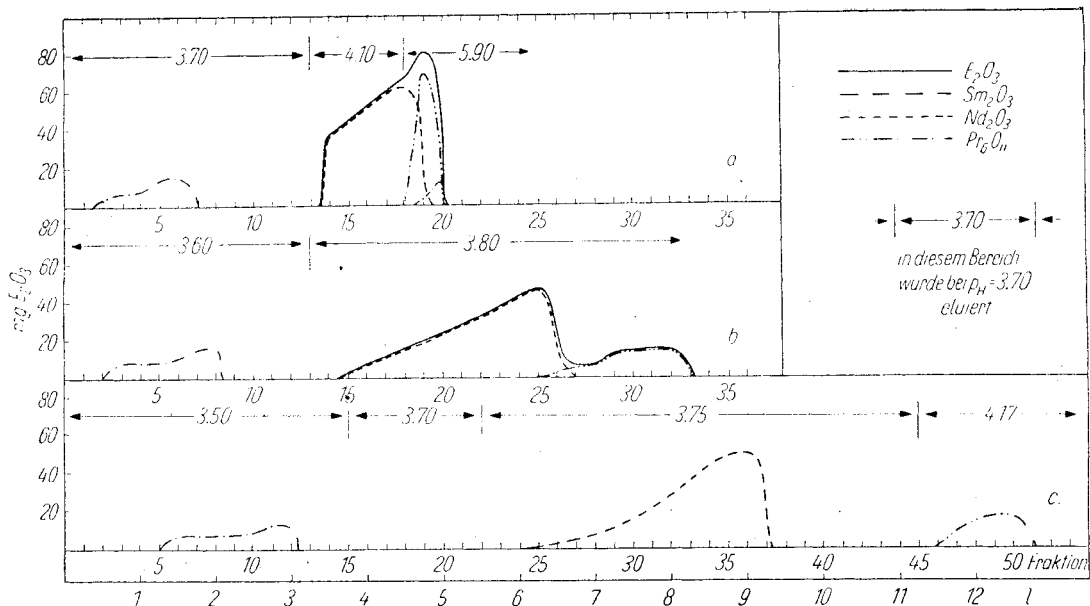 80
60
40
20
3.70
4.10
5.90
a
5 10 15 20 25 30 35
E₂O₃
Sm₂O₃
Nd₂O₃
Pr₆O₁₁
3.70
in diesem Bereich
wurde bei pH = 3.70
eluiert
mg E₂O₃
80
60
40
20
3.60
3.80
b
5 10 15 20 25 30 35
80
60
40
20
3.50
3.70
3.75
4.17
c.
5 10 15 20 25 30 35 40 45 50 Fraktion
1 2 3 4 5 6 7 8 9 10 11 12 l